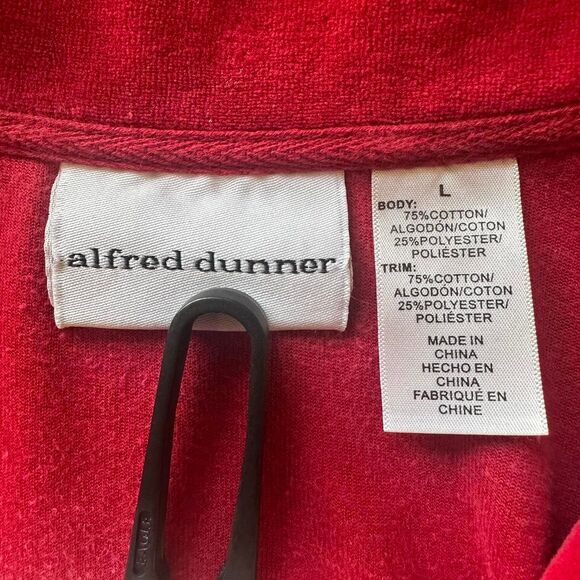 alfred dunner
L
BODY:
75%COTTON/
ALGODÓN/COTON
25%POLYESTER/
POLIÉSTER
TRIM:
75%COTTON/
ALGODÓN/COTON
25%POLYESTER/
POLIÉSTER
MADE IN
CHINA
HECHO EN
CHINA
FABRIQUÉ EN
CHINE